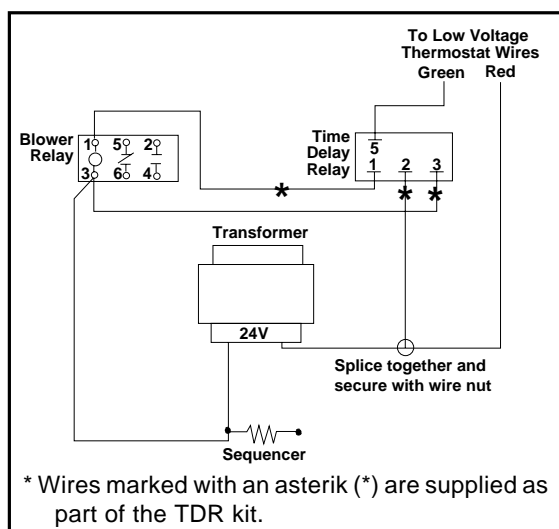 To Low Voltage
Thermostat Wires
Green Red
Blower
Relay
1 5 2
3 6 4
Time
Delay
Relay
5
1 2 3
*
* *
Transformer
24V
Splice together and
secure with wire nut
Sequencer
* Wires marked with an asterik (*) are supplied as
part of the TDR kit.